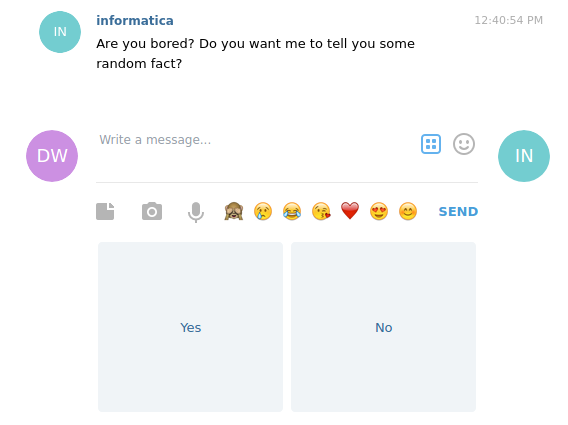 IN
informatica
12:40:54 PM
Are you bored? Do you want me to tell you some
random fact?
DW
Write a message...
IN
SEND
Yes
No